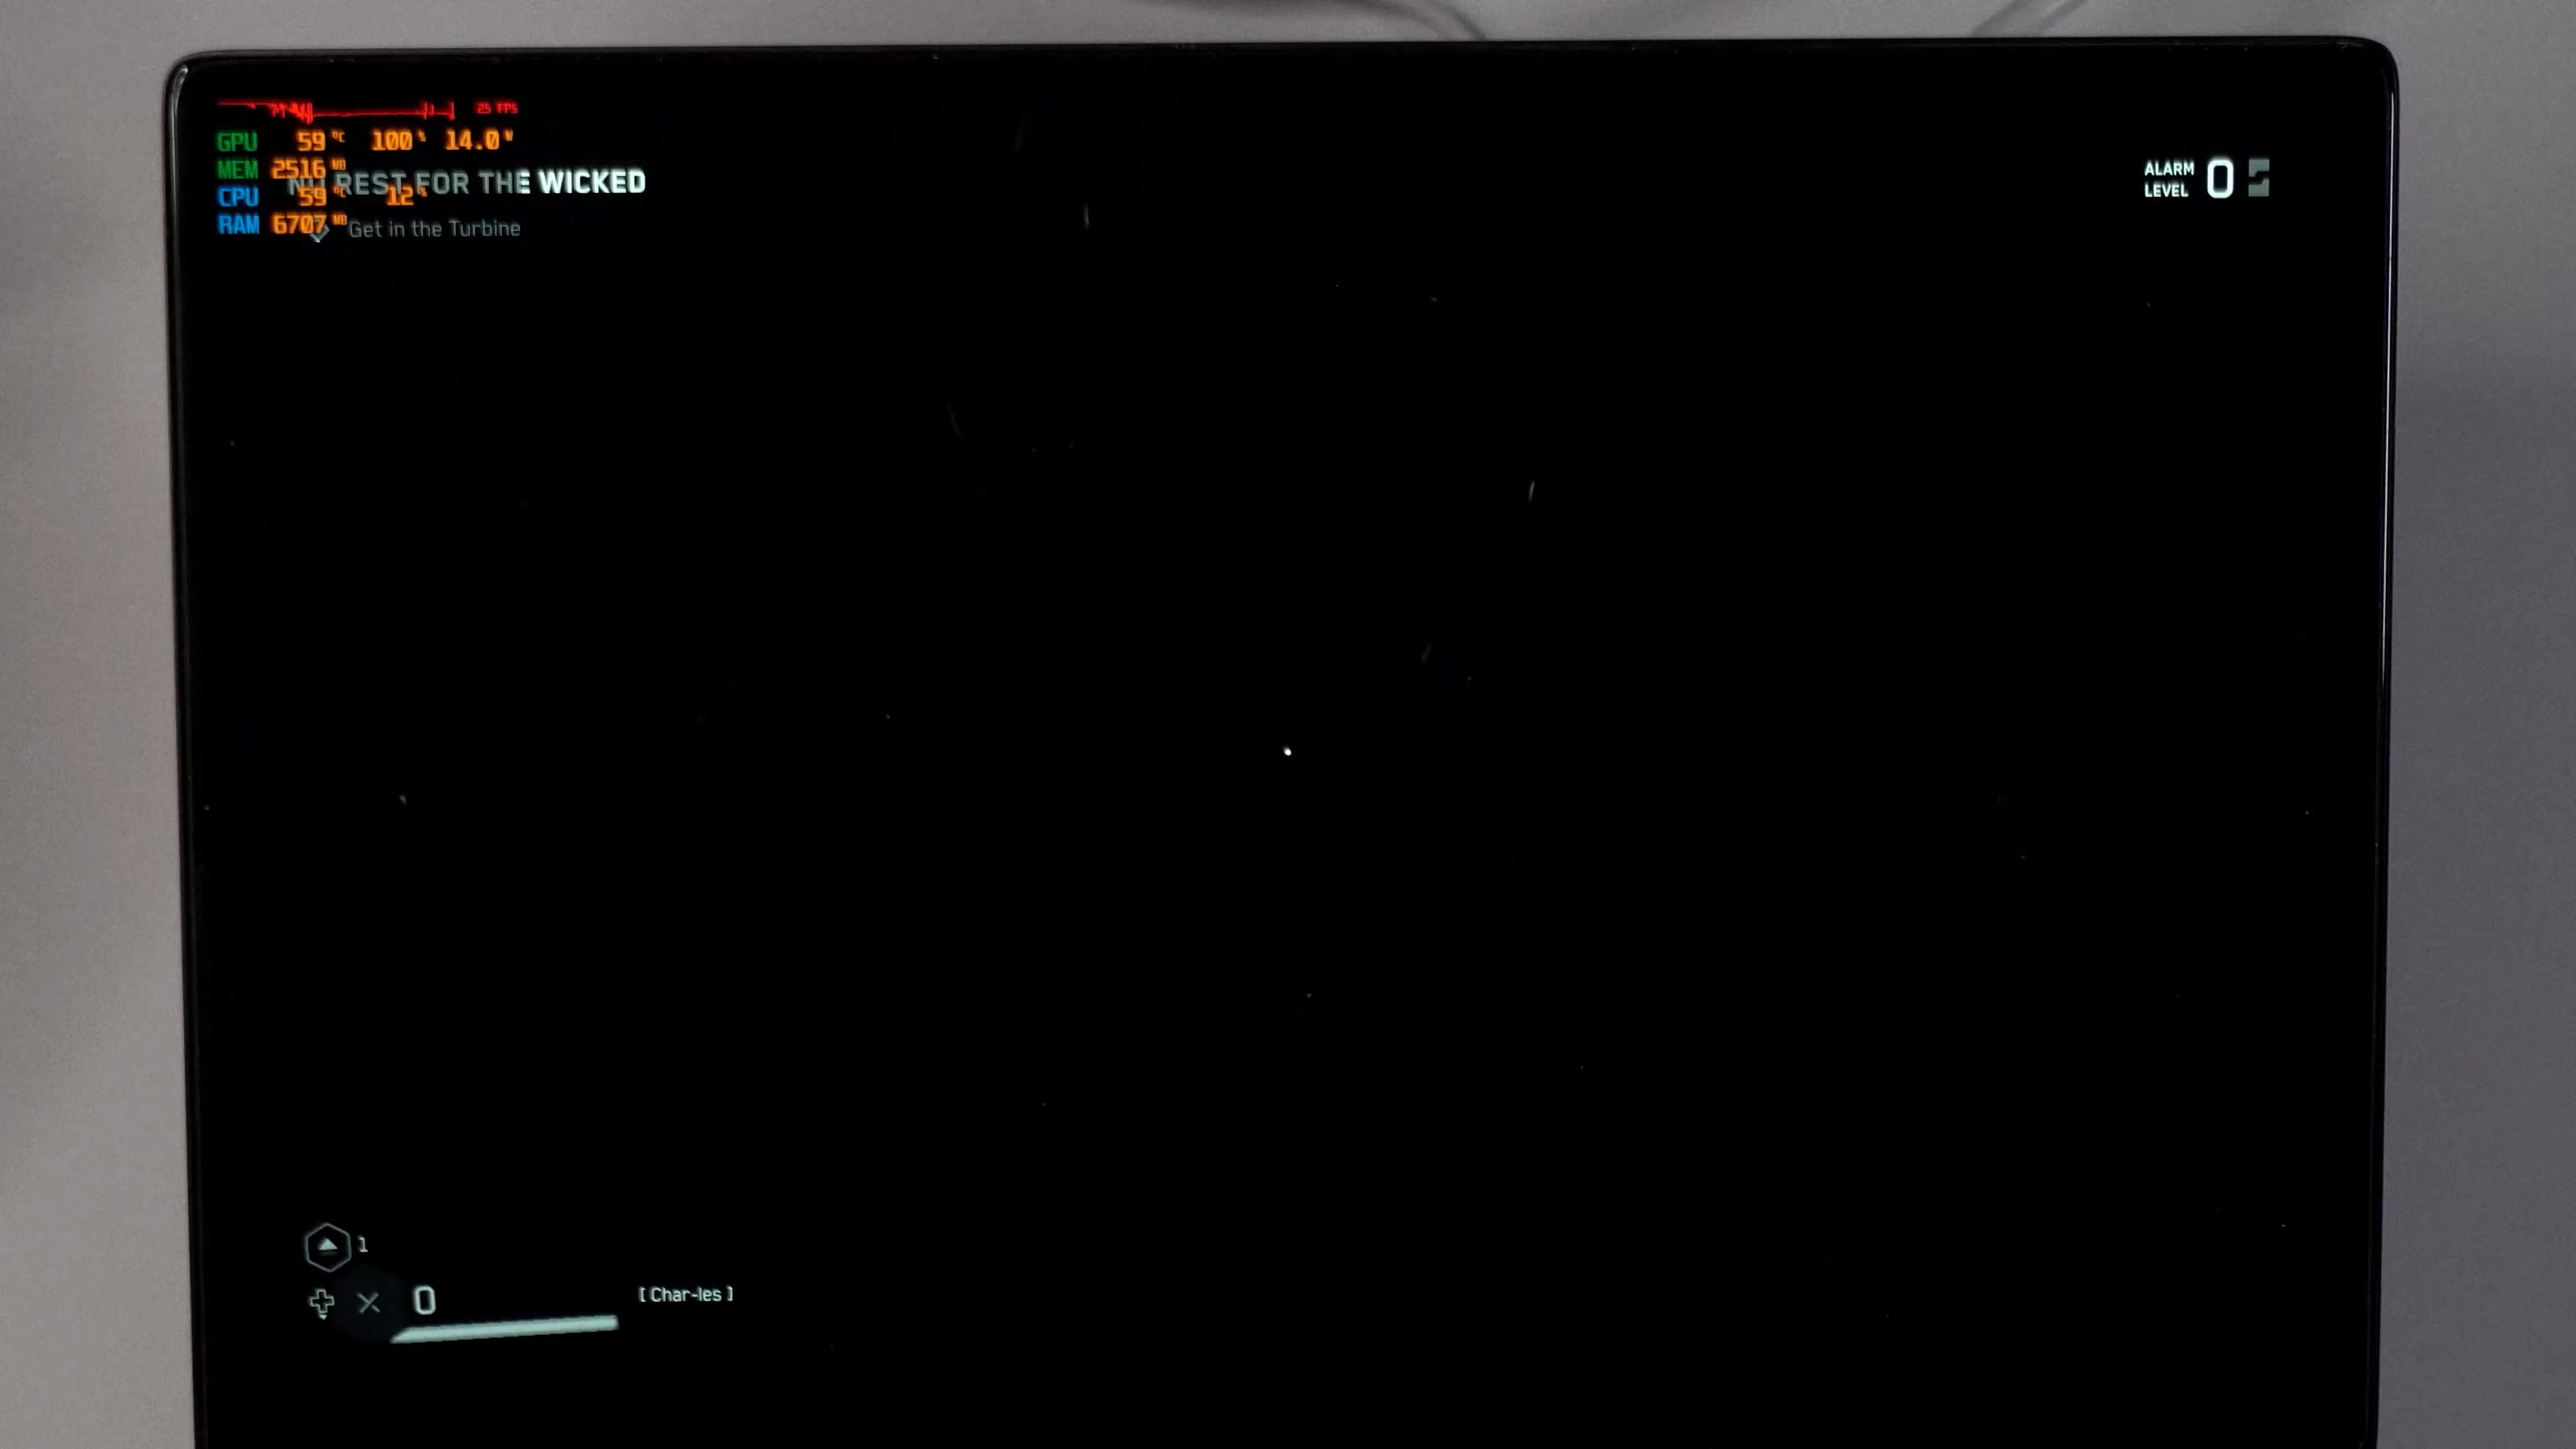 25 FPS
GPU 59 °C 100 % 14.0 W
MEM 2516 MB
NO REST FOR THE WICKED
CPU 59 °C 12 %
RAM 6707 MB
Get in the Turbine
ALARM LEVEL 0
1
0
[ Char-les ]